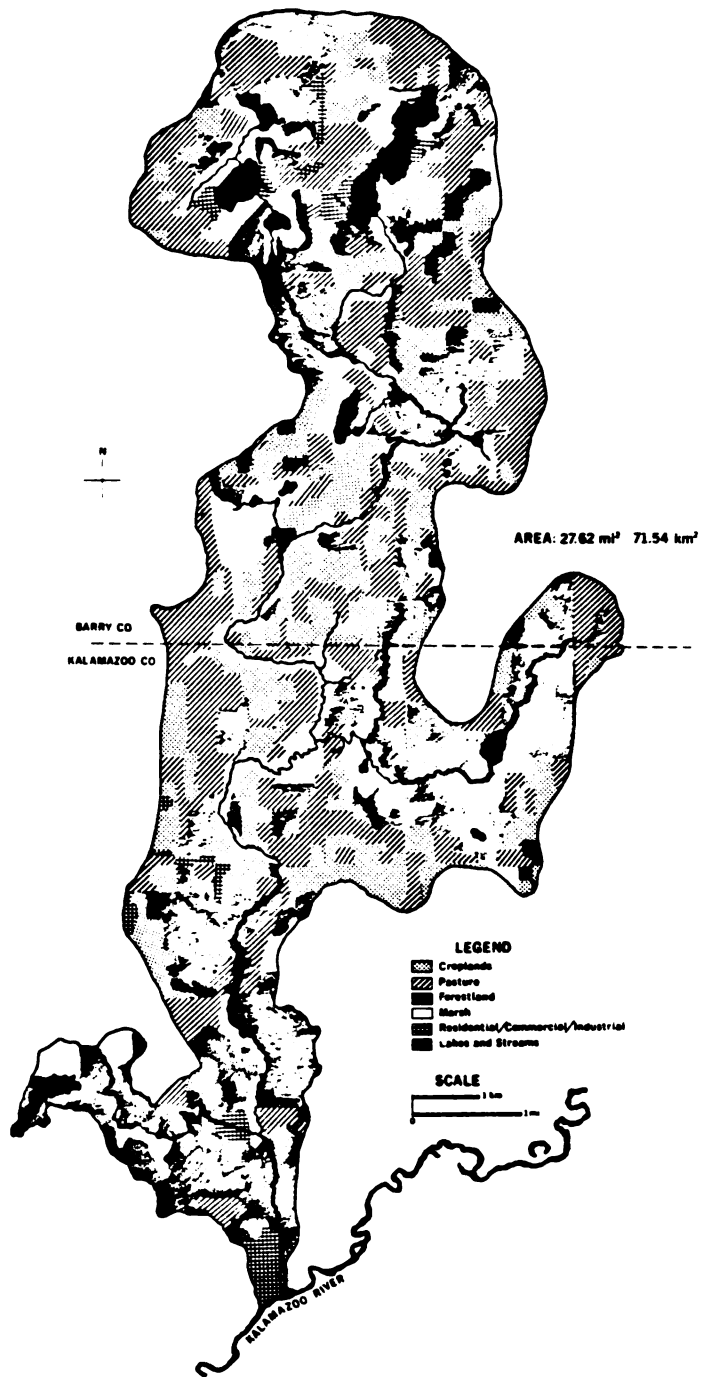 N
AREA: 27.62 mi² 71.54 km²
BARRY CO
KALAMAZOO CO
LEGEND
Croplands
Pasture
Forestland
Marsh
Residential/Commercial/Industrial
Lakes and Streams
SCALE
1 km
1 mi
KALAMAZOO RIVER